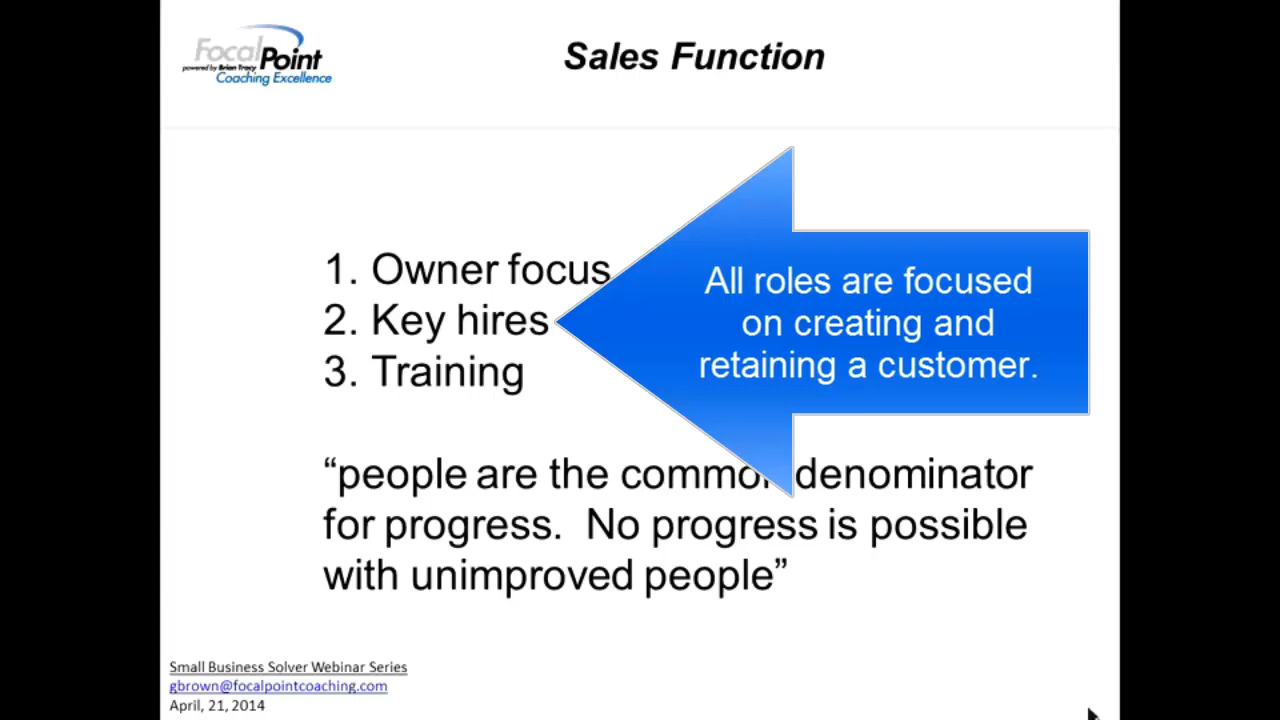 FocalPoint
powered by Brian Tracy
Coaching Excellence
Sales Function
1. Owner focus
2. Key hires
3. Training
All roles are focused
on creating and
retaining a customer.
“people are the common denominator
for progress.  No progress is possible
with unimproved people”
Small Business Solver Webinar Series
gbrown@focalpointcoaching.com
April, 21, 2014